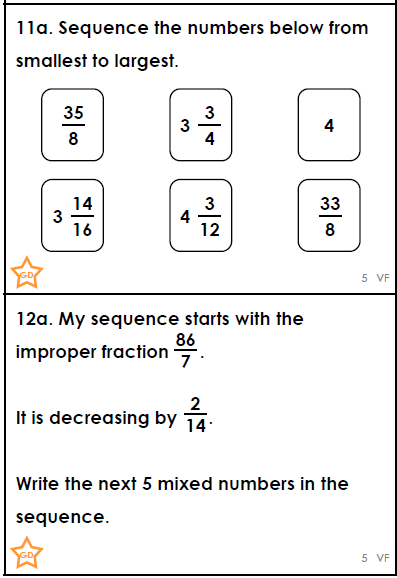 11a. Sequence the numbers below from
smallest to largest.
35/8 3 3/4 4
3 14/16 4 3/12 33/8
GD
5 VF
12a. My sequence starts with the
improper fraction 86/7.
It is decreasing by 2/14.
Write the next 5 mixed numbers in the
sequence.
GD
5 VF